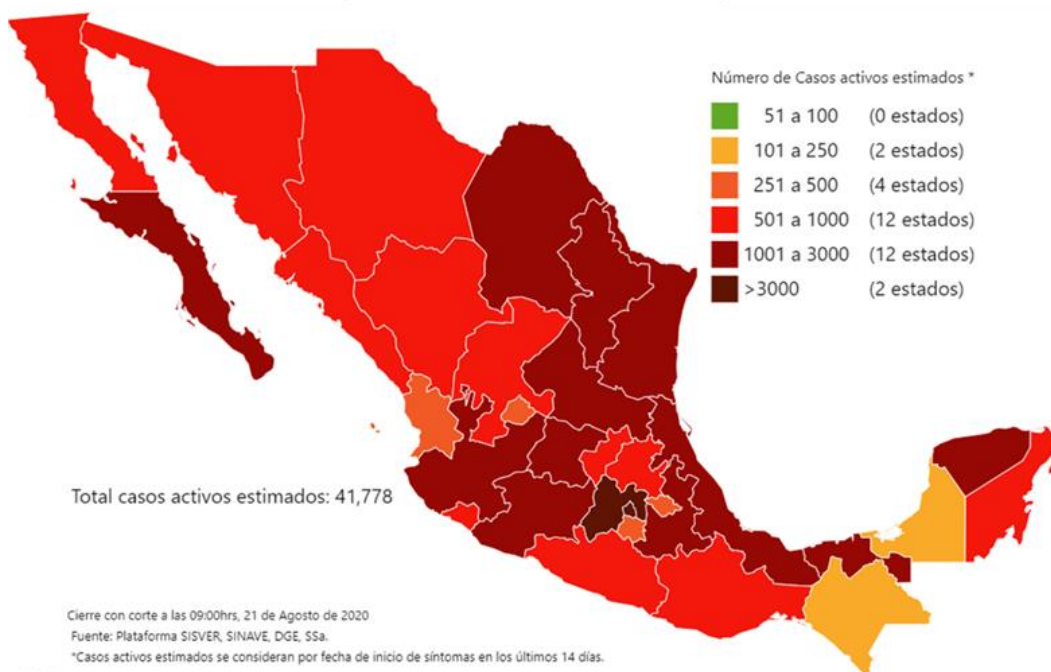 Número de Casos activos estimados *
51 a 100 (0 estados)
101 a 250 (2 estados)
251 a 500 (4 estados)
501 a 1000 (12 estados)
1001 a 3000 (12 estados)
>3000 (2 estados)
Total casos activos estimados: 41,778
Cierre con corte a las 09:00hrs, 21 de Agosto de 2020
Fuente: Plataforma SISVER, SINAVE, DGE, SSa.
*Casos activos estimados se consideran por fecha de inicio de síntomas en los últimos 14 días.